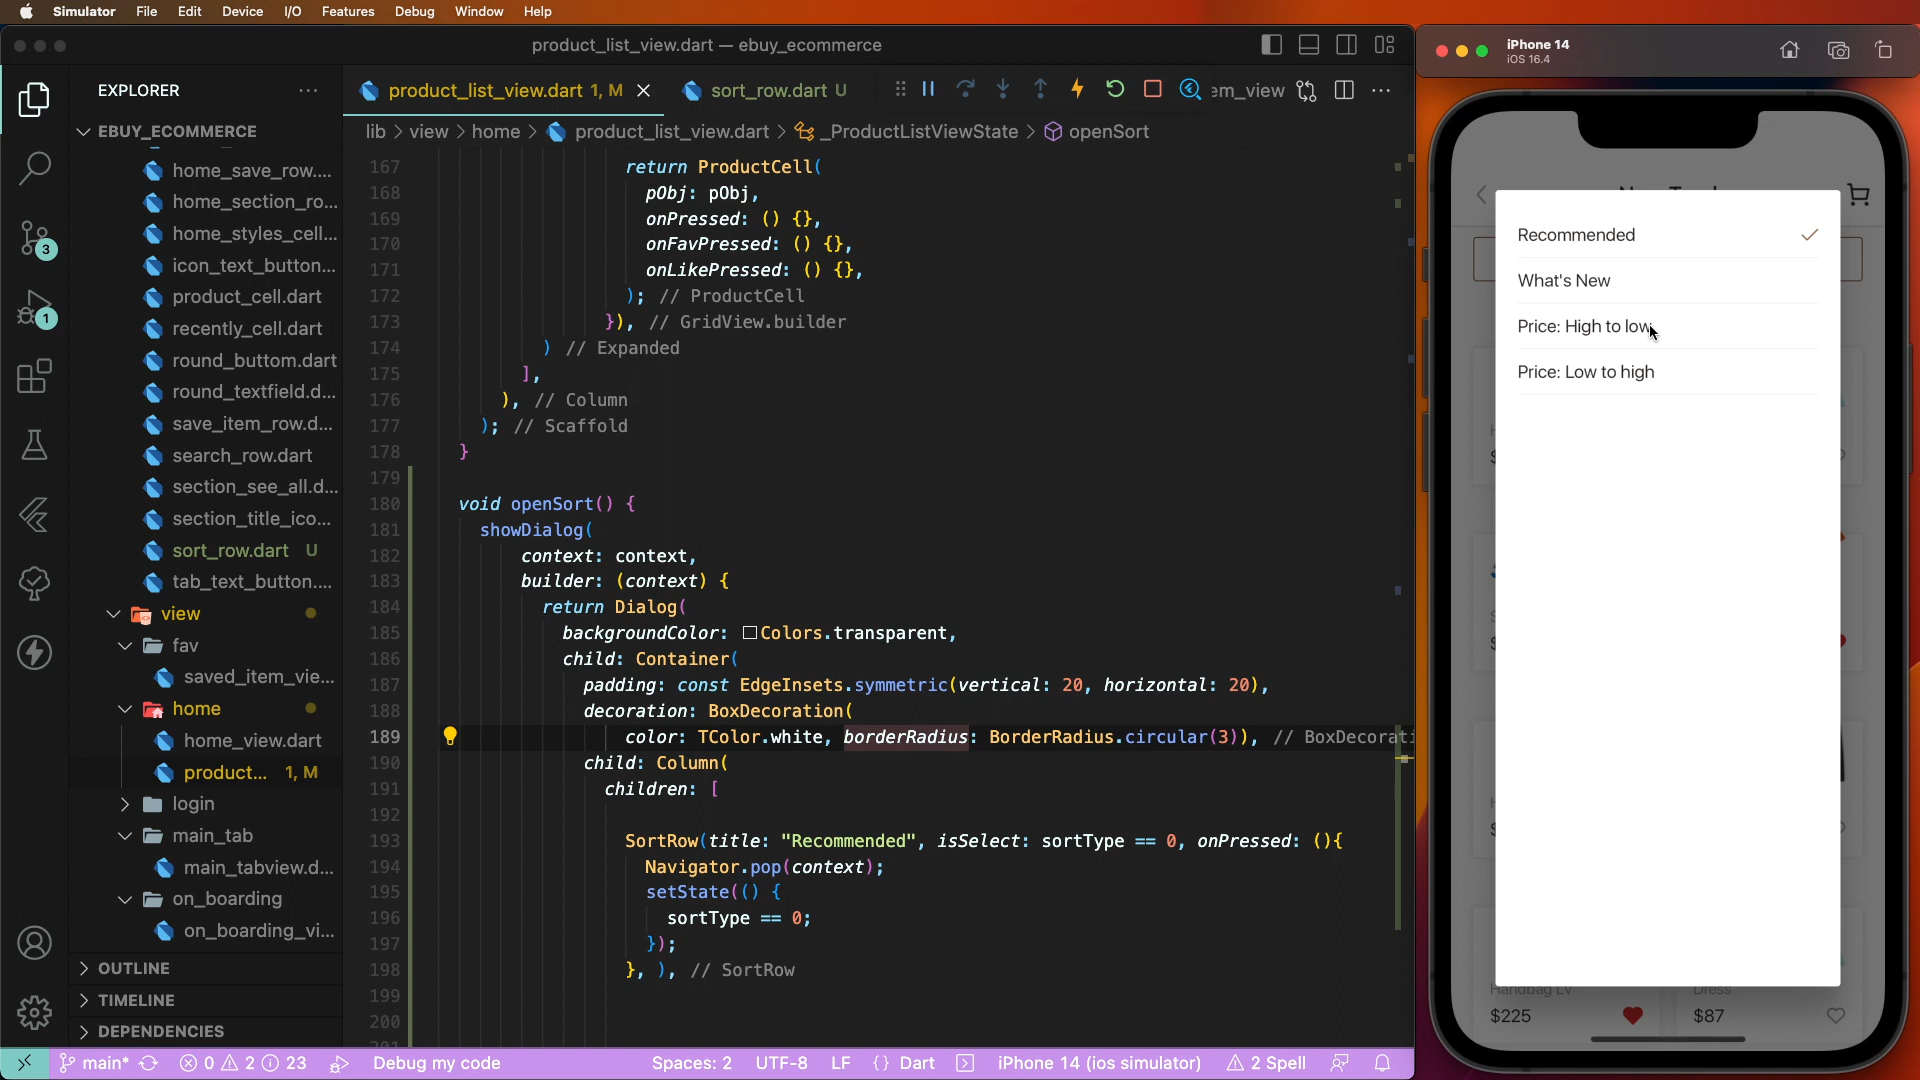 Simulator File Edit Device I/O Features Debug Window Help
product_list_view.dart — ebuy_ecommerce
iPhone 14
iOS 16.4
EXPLORER
product_list_view.dart 1, M
sort_row.dart U
em_view
EBUY_ECOMMERCE
lib > view > home > product_list_view.dart > _ProductListViewState > openSort
home_save_row....
home_section_ro...
home_styles_cell...
icon_text_button...
product_cell.dart
recently_cell.dart
round_buttom.dart
round_textfield.d...
save_item_row.d...
search_row.dart
section_see_all.d...
section_title_ico...
sort_row.dart U
tab_text_button....
view
fav
saved_item_vie...
home
home_view.dart
product... 1, M
login
main_tab
main_tabview.d...
on_boarding
on_boarding_vi...
OUTLINE
TIMELINE
DEPENDENCIES
3
1
167 return ProductCell(
168 pObj: pObj,
169 onPressed: () {},
170 onFavPressed: () {},
171 onLikePressed: () {},
172 ); // ProductCell
173 }), // GridView.builder
174 ) // Expanded
175 ],
176 ), // Column
177 ); // Scaffold
178 }
179
180 void openSort() {
181 showDialog(
182 context: context,
183 builder: (context) {
184 return Dialog(
185 backgroundColor: Colors.transparent,
186 child: Container(
187 padding: const EdgeInsets.symmetric(vertical: 20, horizontal: 20),
188 decoration: BoxDecoration(
189 color: TColor.white, borderRadius: BorderRadius.circular(3)), // BoxDecorati
190 child: Column(
191 children: [
192
193 SortRow(title: "Recommended", isSelect: sortType == 0, onPressed: (){
194 Navigator.pop(context);
195 setState(() {
196 sortType == 0;
197 });
198 }, ), // SortRow
199
200
201
Recommended
What's New
Price: High to low
Price: Low to high
Handbag LV
Dress
$225
$87
main* 0 2 23 Debug my code Spaces: 2 UTF-8 LF {} Dart iPhone 14 (ios simulator) 2 Spell